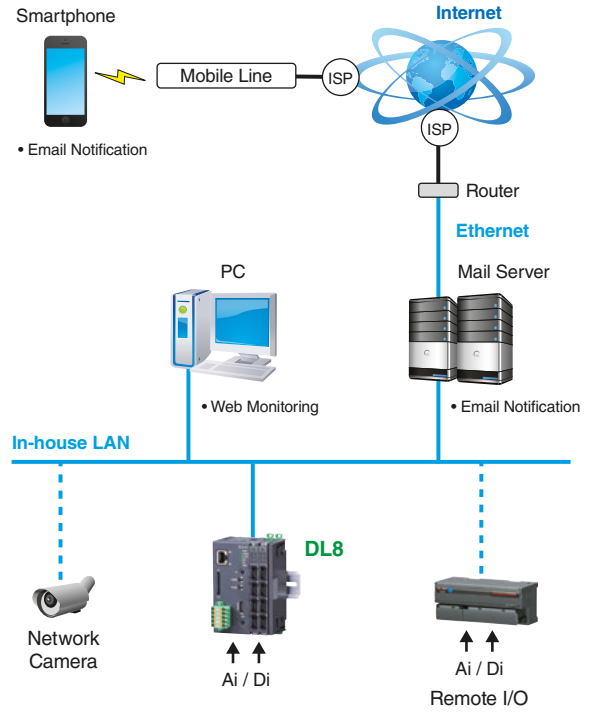 Smartphone
Internet
Mobile Line
ISP
ISP
• Email Notification
Router
Ethernet
PC
Mail Server
• Web Monitoring
• Email Notification
In-house LAN
DL8
Network
Camera
Ai / Di
Ai / Di
Remote I/O